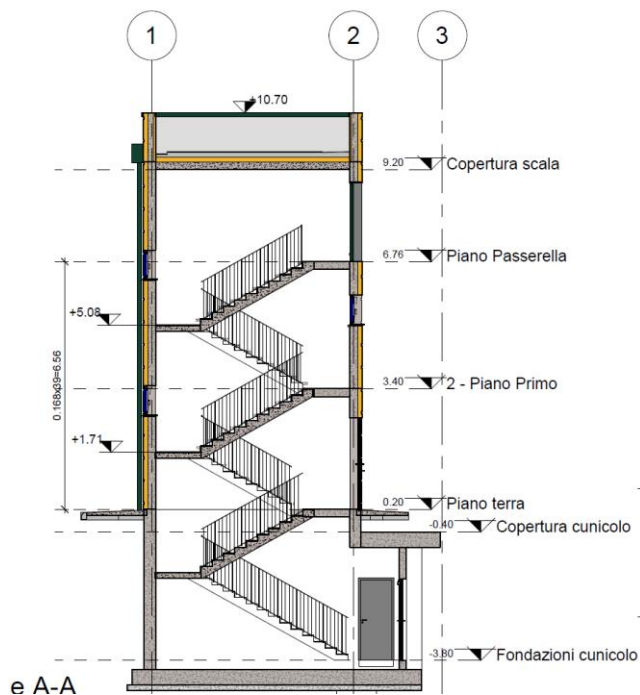 1 2 3
+10.70
9.20 Copertura scala
6.76 Piano Passerella
+5.08
0.168x39=6.56
3.40 2 - Piano Primo
+1.71
0.20 Piano terra
-0.40 Copertura cunicolo
-3.80 Fondazioni cunicolo
e A-A